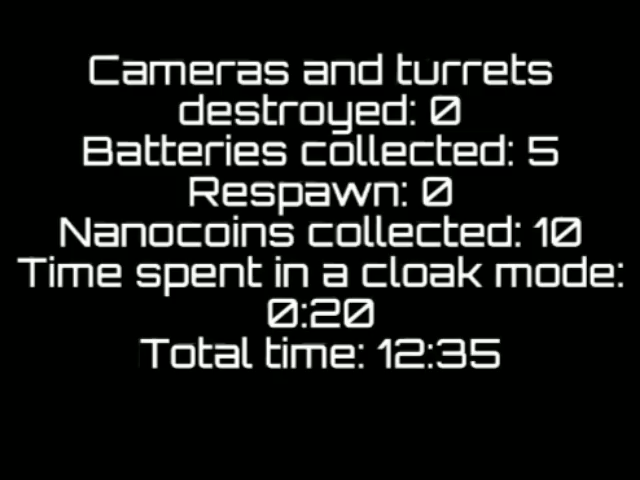 Cameras and turrets
destroyed: 0
Batteries collected: 5
Respawn: 0
Nanocoins collected: 10
Time spent in a cloak mode:
0:20
Total time: 12:35